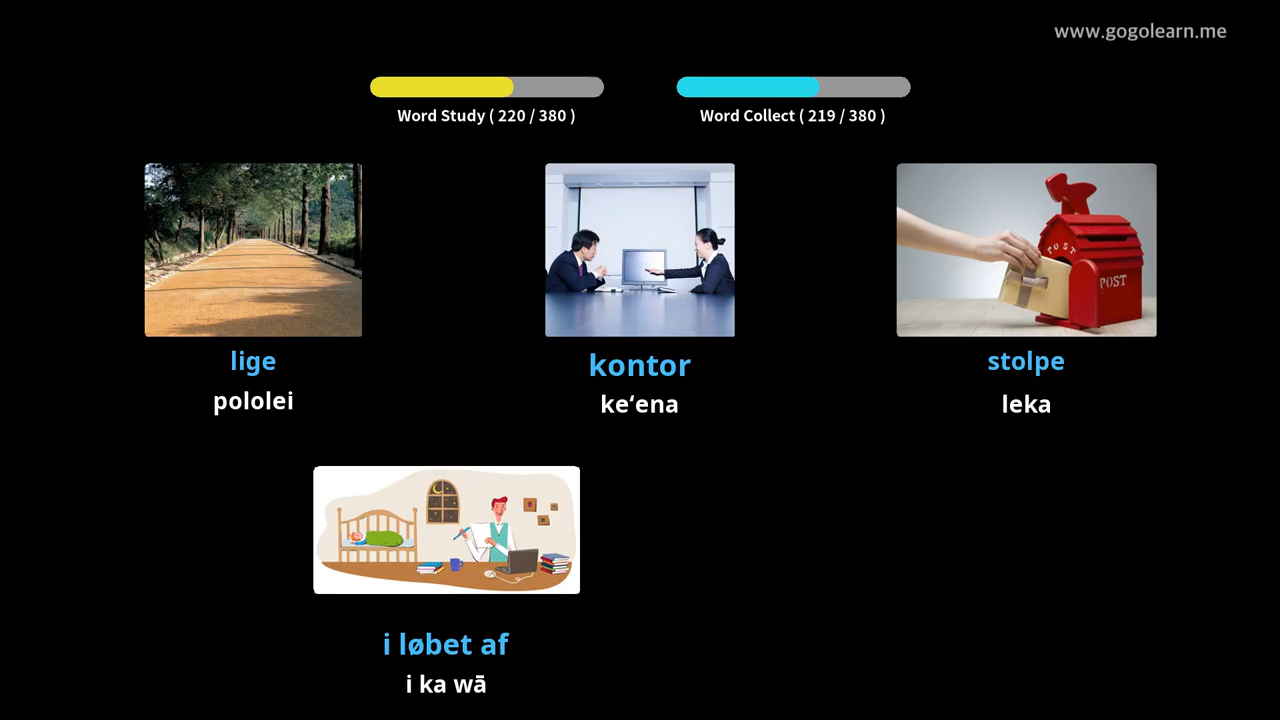 www.gogolearn.me
Word Study ( 220 / 380 )
Word Collect ( 219 / 380 )
POST
POST
lige
kontor
stolpe
pololei
keʻena
leka
i løbet af
i ka wā